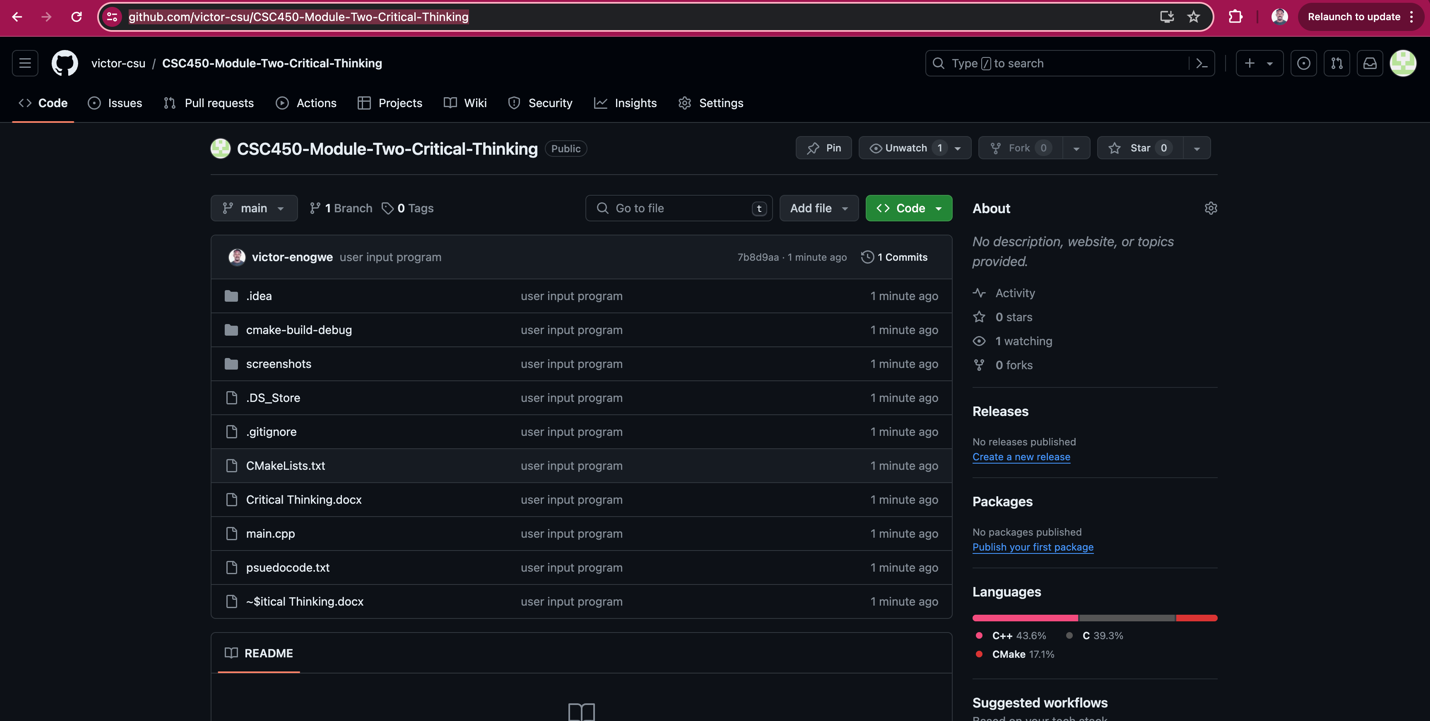 github.com/victor-csu/CSC450-Module-Two-Critical-Thinking
Relaunch to update
victor-csu / CSC450-Module-Two-Critical-Thinking
Type / to search
Code Issues Pull requests Actions Projects Wiki Security Insights Settings
CSC450-Module-Two-Critical-Thinking Public
Pin Unwatch 1 Fork 0 Star 0
main 1 Branch 0 Tags Go to file t Add file <> Code
victor-enogwe user input program 7b8d9aa · 1 minute ago 1 Commits
.idea user input program 1 minute ago
cmake-build-debug user input program 1 minute ago
screenshots user input program 1 minute ago
.DS_Store user input program 1 minute ago
.gitignore user input program 1 minute ago
CMakeLists.txt user input program 1 minute ago
Critical Thinking.docx user input program 1 minute ago
main.cpp user input program 1 minute ago
psuedocode.txt user input program 1 minute ago
~$itical Thinking.docx user input program 1 minute ago
README
About
No description, website, or topics
provided.
Activity
0 stars
1 watching
0 forks
Releases
No releases published
Create a new release
Packages
No packages published
Publish your first package
Languages
C++ 43.6% C 39.3%
CMake 17.1%
Suggested workflows
Based on your tech stack